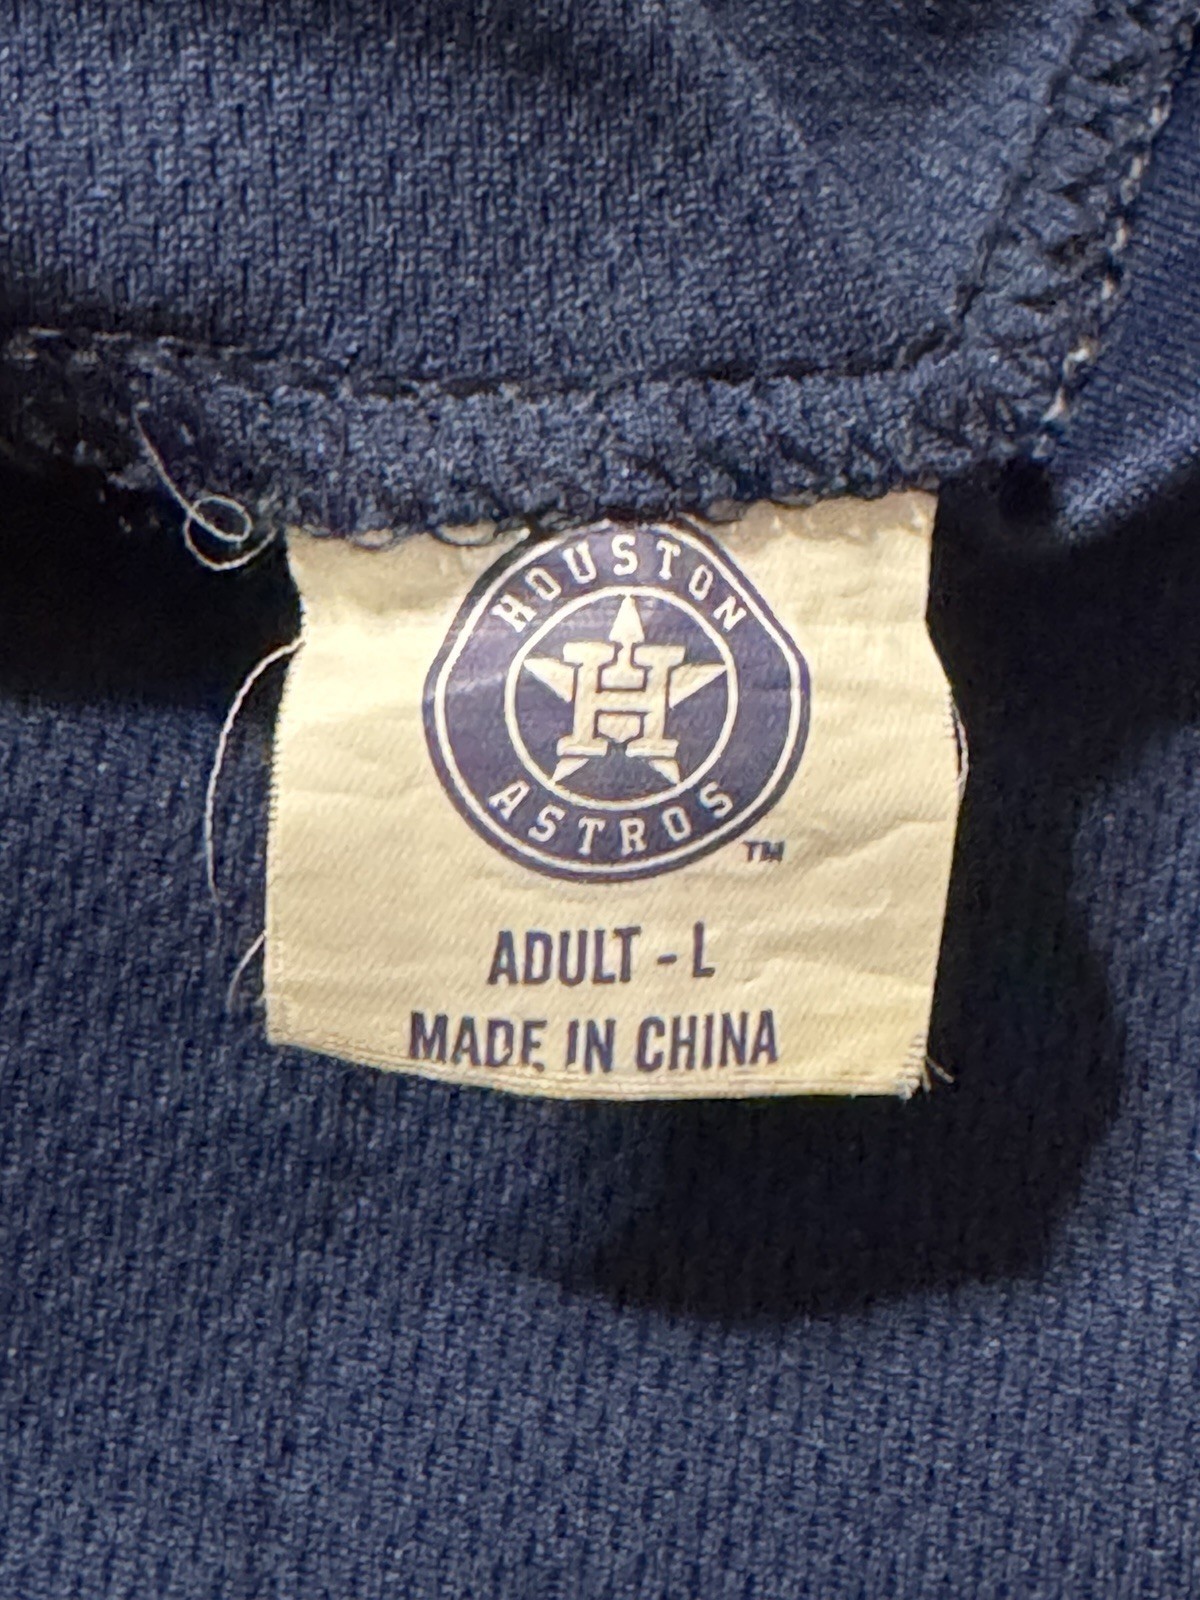 HOUSTON
H
ASTROS
TM
ADULT - L
MADE IN CHINA